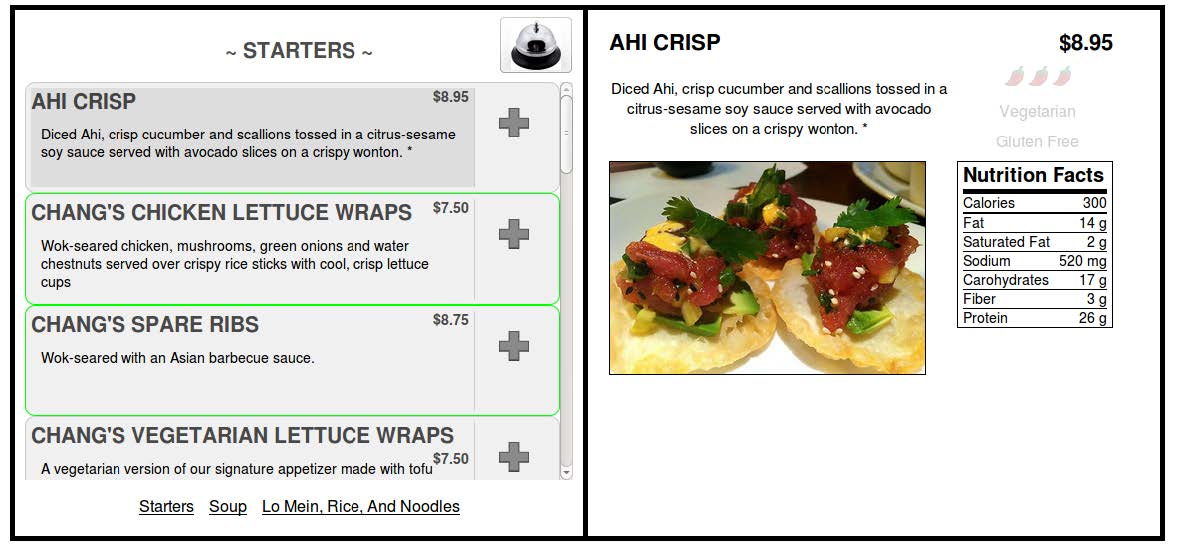 ~ STARTERS ~
AHI CRISP
$8.95
Diced Ahi, crisp cucumber and scallions tossed in a citrus-sesame
soy sauce served with avocado slices on a crispy wonton. *
CHANG'S CHICKEN LETTUCE WRAPS
$7.50
Wok-seared chicken, mushrooms, green onions and water
chestnuts served over crispy rice sticks with cool, crisp lettuce
cups
CHANG'S SPARE RIBS
$8.75
Wok-seared with an Asian barbecue sauce.
CHANG'S VEGETARIAN LETTUCE WRAPS
$7.50
A vegetarian version of our signature appetizer made with tofu
Starters Soup Lo Mein, Rice, And Noodles
AHI CRISP
$8.95
Diced Ahi, crisp cucumber and scallions tossed in a
citrus-sesame soy sauce served with avocado
slices on a crispy wonton. *
Vegetarian
Gluten Free
Nutrition Facts
Calories 300
Fat 14 g
Saturated Fat 2 g
Sodium 520 mg
Carohydrates 17 g
Fiber 3 g
Protein 26 g